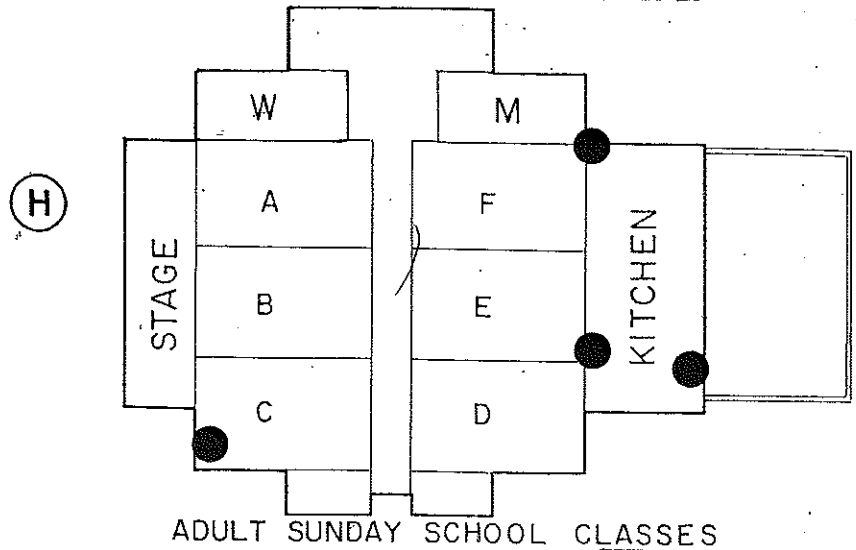 W M
H
A F
STAGE KITCHEN
B E
C D
ADULT SUNDAY SCHOOL CLASSES